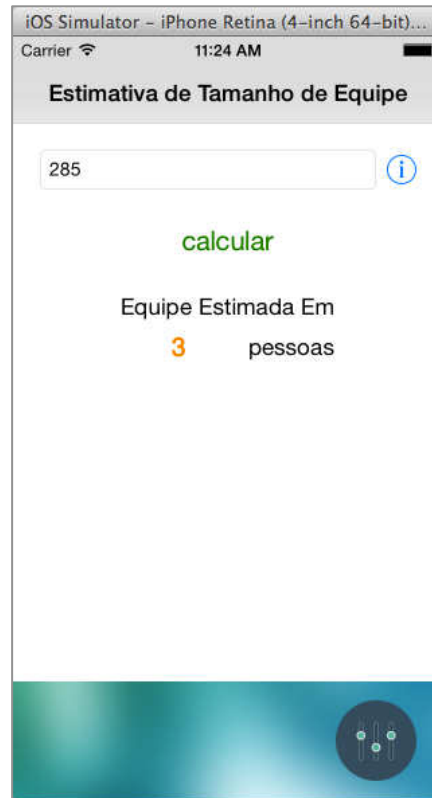 iOS Simulator – iPhone Retina (4-inch 64-bit)...
Carrier 11:24 AM
Estimativa de Tamanho de Equipe
285
i
calcular
Equipe Estimada Em
3 pessoas